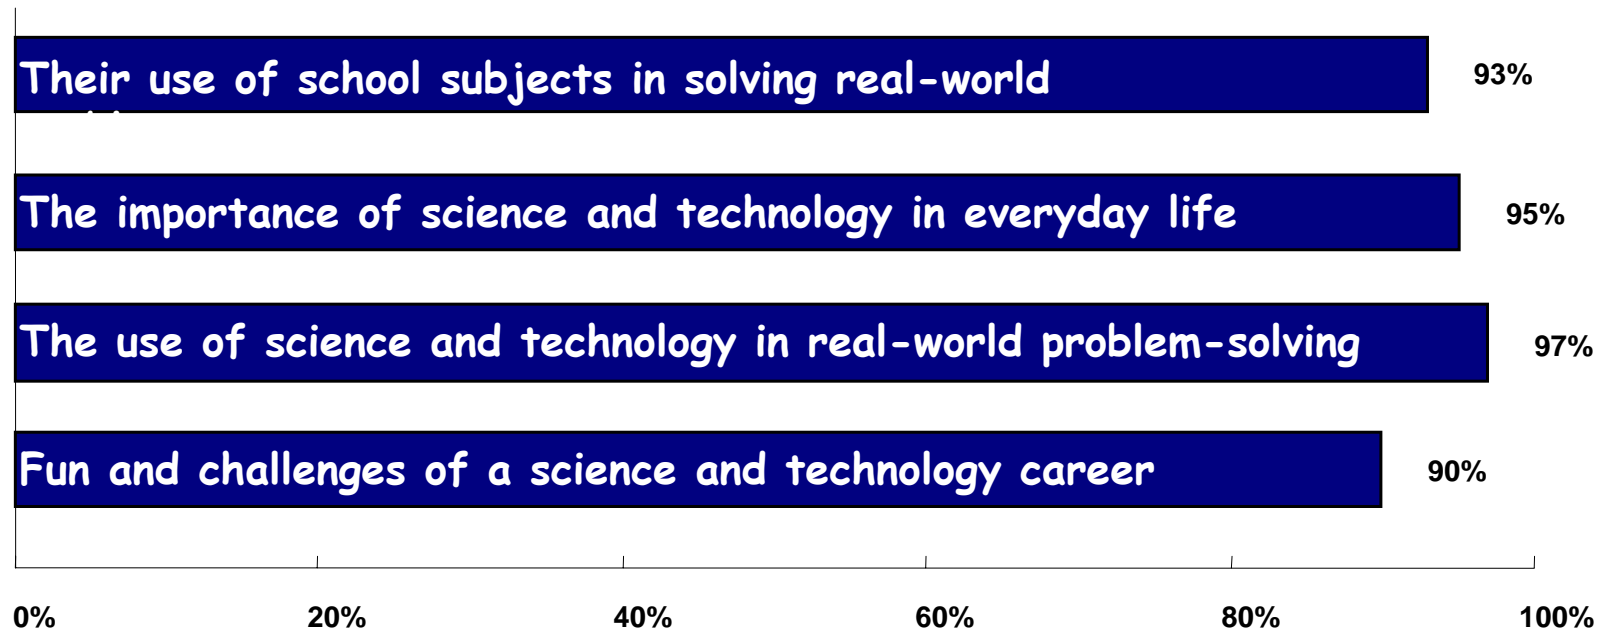 Their use of school subjects in solving real-world
93%
The importance of science and technology in everyday life
95%
The use of science and technology in real-world problem-solving
97%
Fun and challenges of a science and technology career
90%
0% 20% 40% 60% 80% 100%